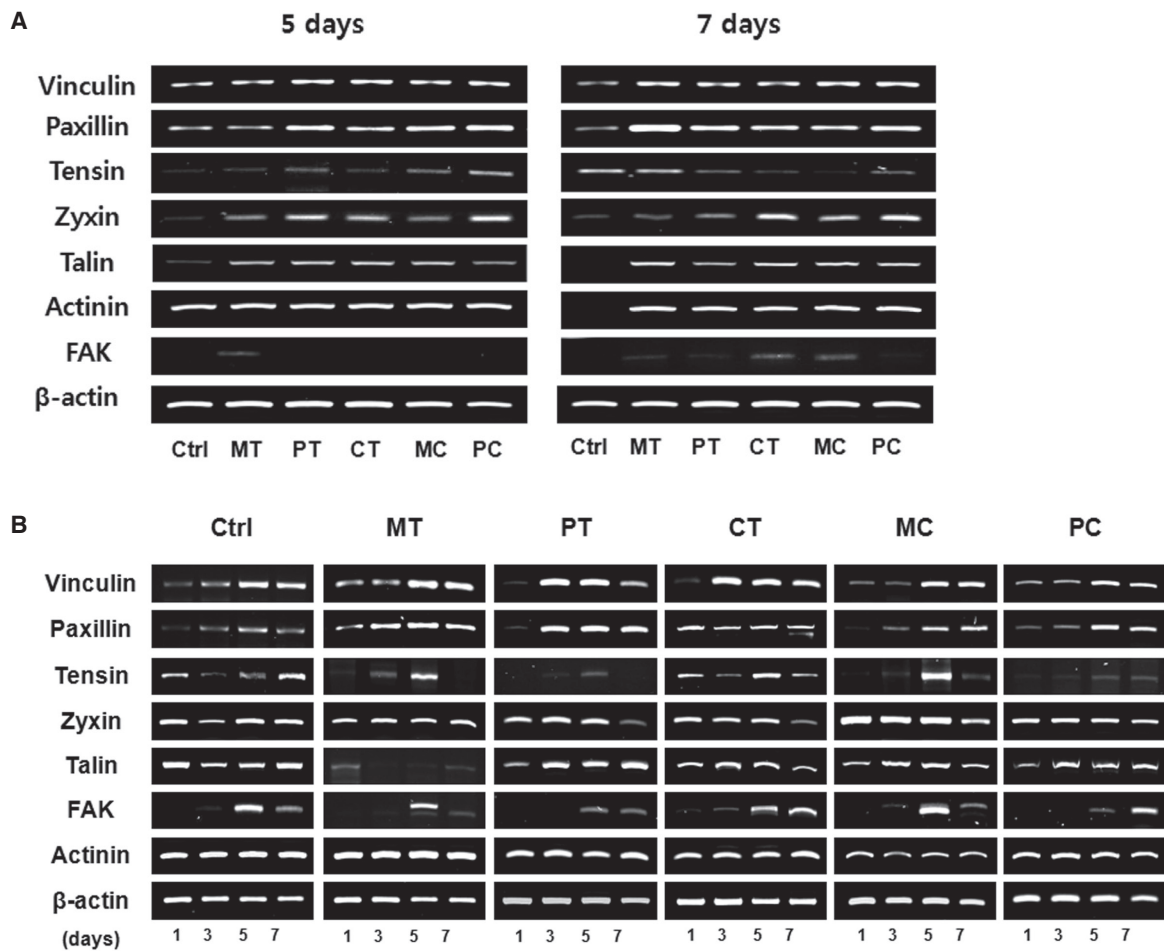 A
5 days 7 days
Vinculin
Paxillin
Tensin
Zyxin
Talin
Actinin
FAK
β-actin
Ctrl MT PT CT MC PC Ctrl MT PT CT MC PC
B
Ctrl MT PT CT MC PC
Vinculin
Paxillin
Tensin
Zyxin
Talin
FAK
Actinin
β-actin
(days) 1 3 5 7 1 3 5 7 1 3 5 7 1 3 5 7 1 3 5 7 1 3 5 7